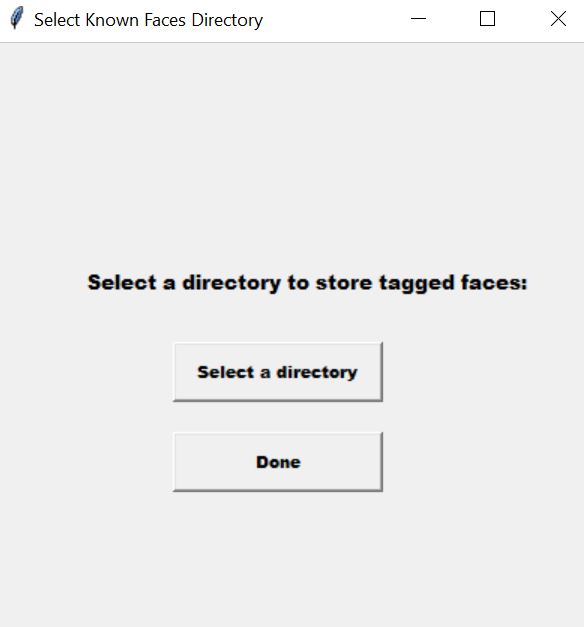 Select Known Faces Directory
Select a directory to store tagged faces:
Select a directory
Done